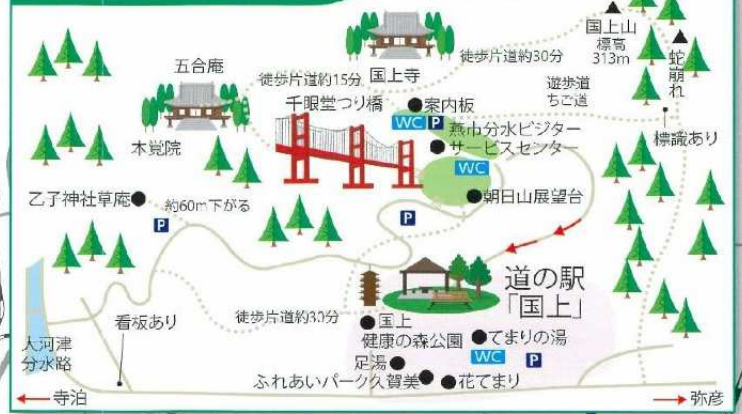 国上山
標高
313m
蛇崩れ
徒歩片道約30分
五合庵
国上寺
徒歩片道約15分
遊歩道
ちご道
千眼堂つり橋
案内板
WC P
燕市分水ビジター
サービスセンター
標識あり
本覚院
WC
乙子神社草庵
約60m下がる
朝日山展望台
P
P
道の駅
「国上」
徒歩片道約30分
看板あり
国上
健康の森公園
てまりの湯
大河津
分水路
WC
P
足湯
ふれあいパーク久賀美
花てまり
寺泊
弥彦